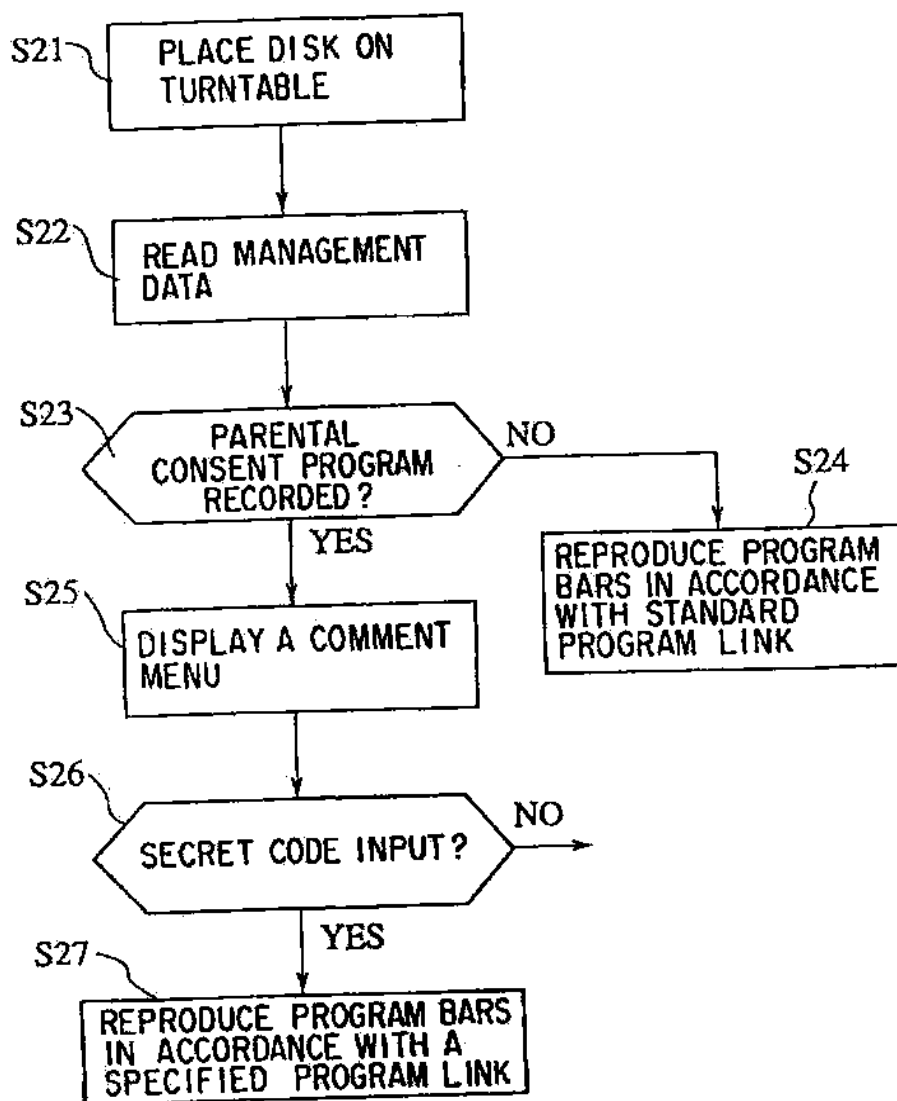 S21
PLACE DISK ON
TURNTABLE
S22
READ MANAGEMENT
DATA
S23
PARENTAL
CONSENT PROGRAM
RECORDED?
NO
YES
S24
REPRODUCE PROGRAM
BARS IN ACCORDANCE
WITH STANDARD
PROGRAM LINK
S25
DISPLAY A COMMENT
MENU
S26
SECRET CODE INPUT?
NO
YES
S27
REPRODUCE PROGRAM BARS
IN ACCORDANCE WITH A
SPECIFIED PROGRAM LINK